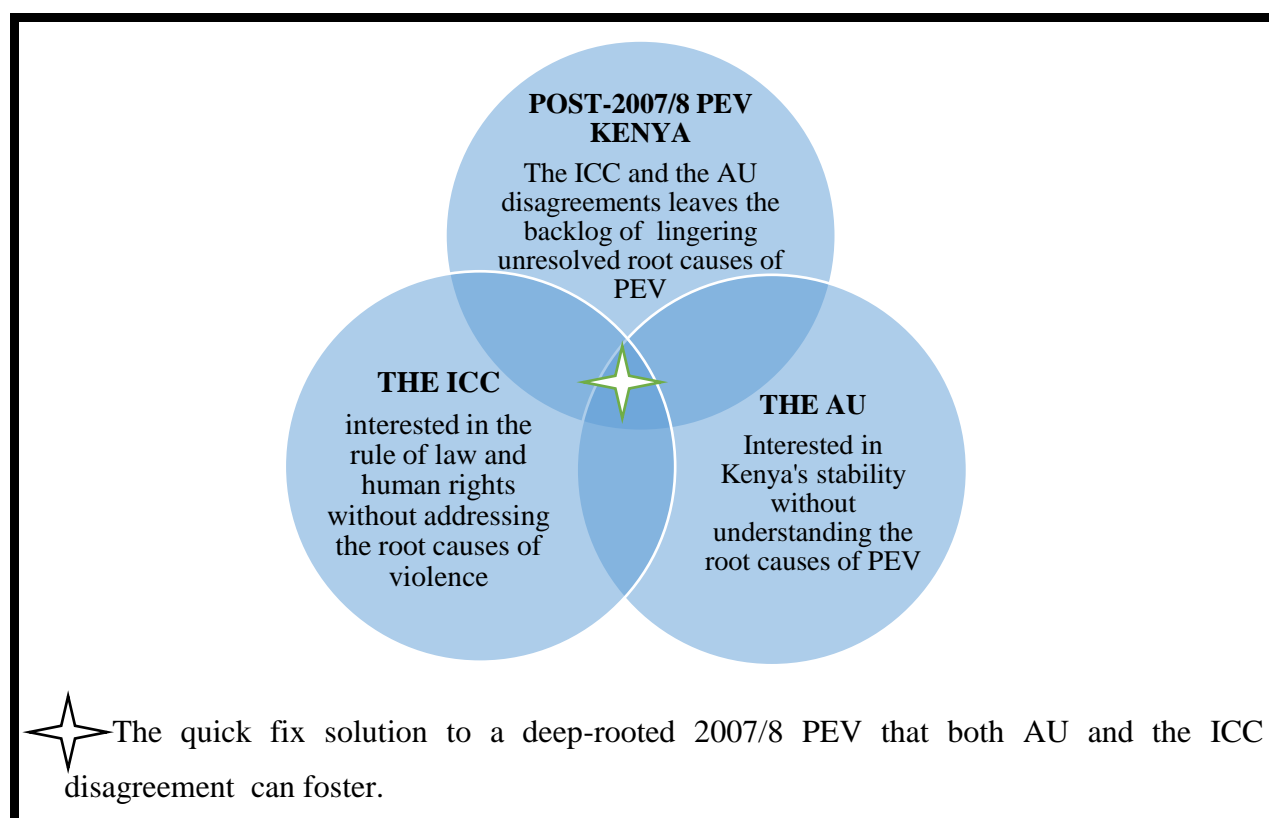 POST-2007/8 PEV
KENYA
The ICC and the AU
disagreements leaves the
backlog of lingering
unresolved root causes of
PEV
THE ICC
interested in the
rule of law and
human rights
without addressing
the root causes of
violence
THE AU
Interested in
Kenya's stability
without
understanding the
root causes of PEV
The quick fix solution to a deep-rooted 2007/8 PEV that both AU and the ICC
disagreement can foster.